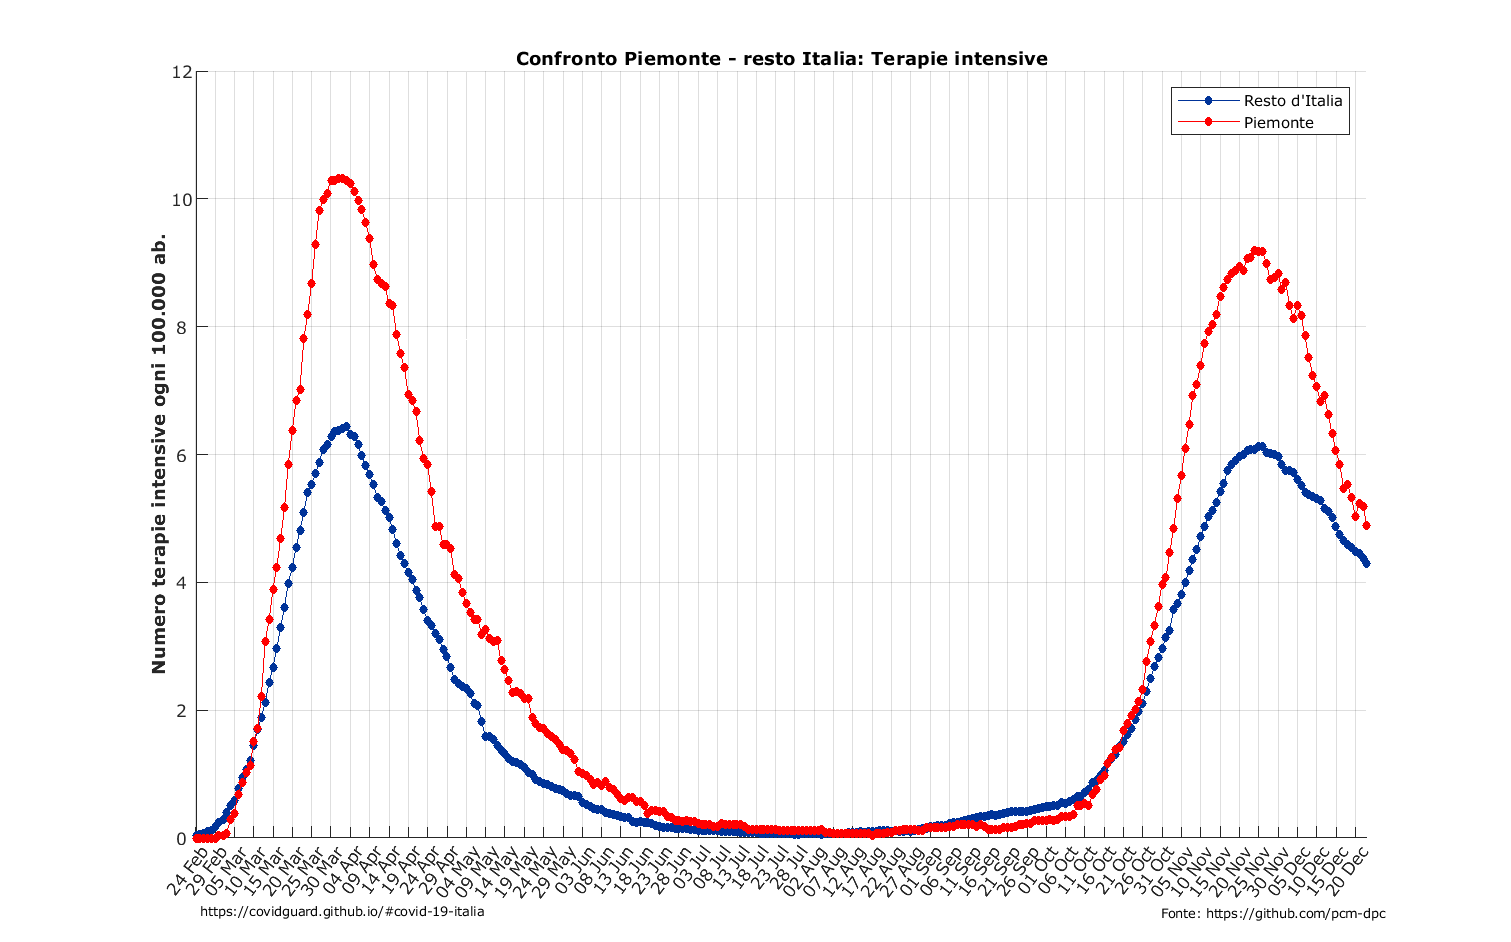 Confronto Piemonte - resto Italia: Terapie intensive
Numero terapie intensive ogni 100.000 ab.
12
10
8
6
4
2
0
Resto d'Italia
Piemonte
24 Feb
29 Feb
05 Mar
10 Mar
15 Mar
20 Mar
25 Mar
30 Mar
04 Apr
09 Apr
14 Apr
19 Apr
24 Apr
29 Apr
04 May
09 May
14 May
19 May
24 May
29 May
03 Jun
08 Jun
13 Jun
18 Jun
23 Jun
28 Jun
03 Jul
08 Jul
13 Jul
18 Jul
23 Jul
28 Jul
02 Aug
07 Aug
12 Aug
17 Aug
22 Aug
27 Aug
01 Sep
06 Sep
11 Sep
16 Sep
21 Sep
26 Sep
01 Oct
06 Oct
11 Oct
16 Oct
21 Oct
26 Oct
31 Oct
05 Nov
10 Nov
15 Nov
20 Nov
25 Nov
30 Nov
05 Dec
10 Dec
15 Dec
20 Dec
https://covidguard.github.io/#covid-19-italia
Fonte: https://github.com/pcm-dpc